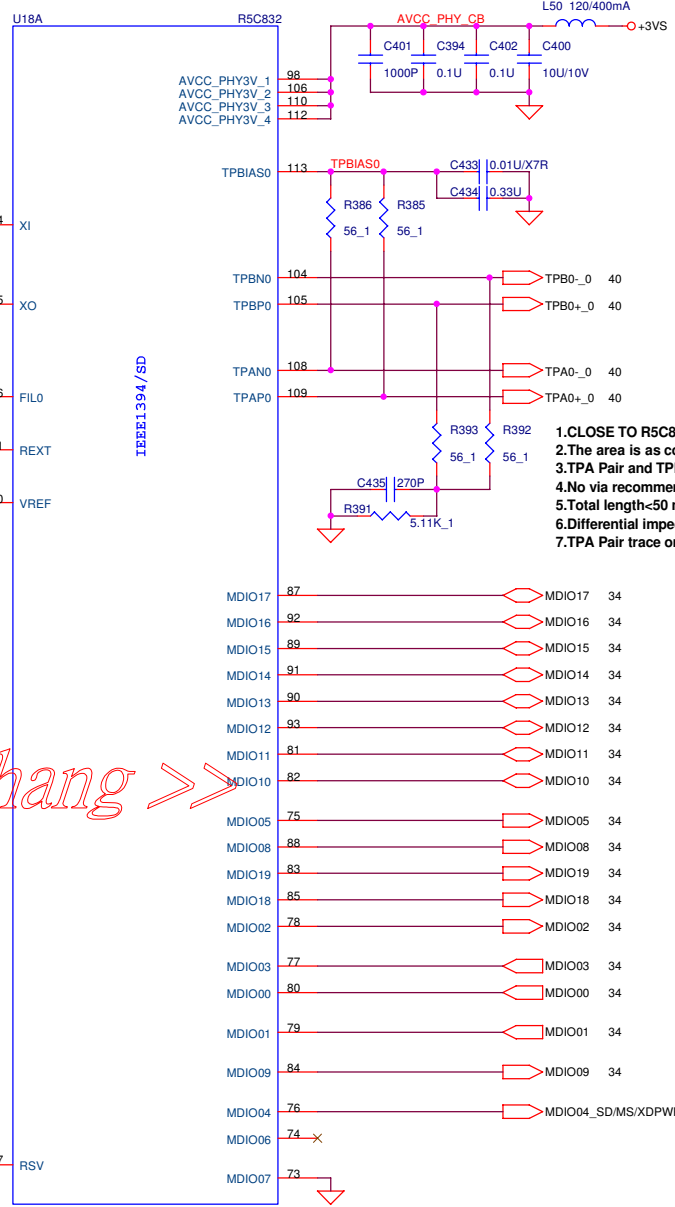 L50 120/400mA
U18A R5C832 AVCC_PHY_CB +3VS
C401 C394 C402 C400
1000P 0.1U 0.1U 10U/10V
AVCC_PHY3V_1 98
AVCC_PHY3V_2 106
AVCC_PHY3V_3 110
AVCC_PHY3V_4 112
TPBIAS0 113 TPBIAS0 C433 0.01U/X7R
C434 0.33U
R386 R385
56_1 56_1
XI
TPBN0 104 TPB0-_0 40
XO TPBP0 105 TPB0+_0 40
IEEE1394/SD
TPAN0 108 TPA0-_0 40
FIL0 TPAP0 109 TPA0+_0 40
R393 R392
56_1 56_1
REXT
VREF
C435 270P
R391 5.11K_1
1.CLOSE TO R5C8
2.The area is as co
3.TPA Pair and TP
4.No via recomme
5.Total length<50
6.Differential impe
7.TPA Pair trace
MDIO17 87 MDIO17 34
MDIO16 92 MDIO16 34
MDIO15 89 MDIO15 34
MDIO14 91 MDIO14 34
MDIO13 90 MDIO13 34
MDIO12 93 MDIO12 34
MDIO11 81 MDIO11 34
hang >>
MDIO10 82 MDIO10 34
MDIO05 75 MDIO05 34
MDIO08 88 MDIO08 34
MDIO19 83 MDIO19 34
MDIO18 85 MDIO18 34
MDIO02 78 MDIO02 34
MDIO03 77 MDIO03 34
MDIO00 80 MDIO00 34
MDIO01 79 MDIO01 34
MDIO09 84 MDIO09 34
MDIO04 76 MDIO04_SD/MS/XDPW
MDIO06 74
RSV
MDIO07 73